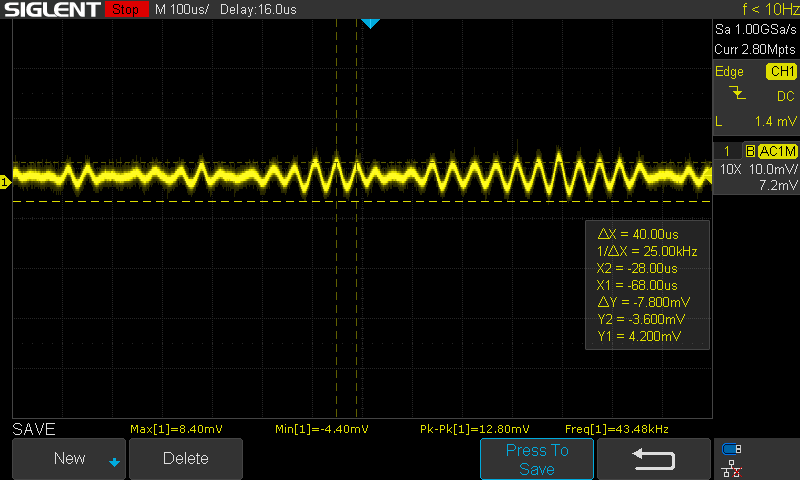 SIGLENT Stop M 100us/ Delay:16.0us f < 10Hz
Sa 1.00GSa/s
Curr 2.80Mpts
Edge CH1
DC
L 1.4 mV
1 B AC1M
10X 10.0mV/
7.2mV
1
ΔX = 40.00us
1/ΔX = 25.00kHz
X2 = -28.00us
X1 = -68.00us
ΔY = -7.800mV
Y2 = -3.600mV
Y1 = 4.200mV
SAVE Max[1]=8.40mV Min[1]=-4.40mV Pk-Pk[1]=12.80mV Freq[1]=43.48kHz
New Delete Press To
Save